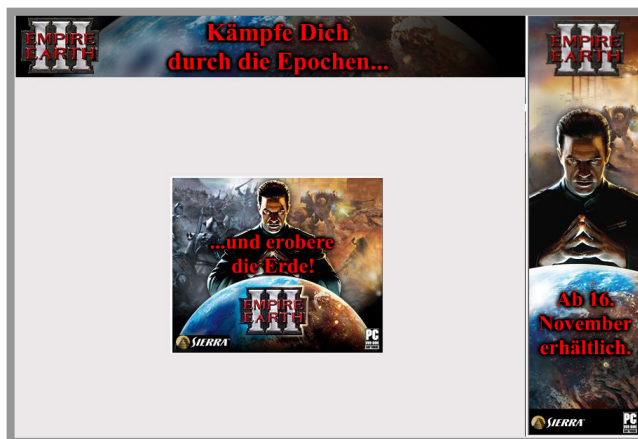 EMPIRE
EARTH
III
Kämpfe Dich
durch die Epochen...
...und erobere
die Erde!
EMPIRE
EARTH
III
SIERRA
PC
EMPIRE
EARTH
III
Ab 16.
November
erhältlich.
SIERRA
PC